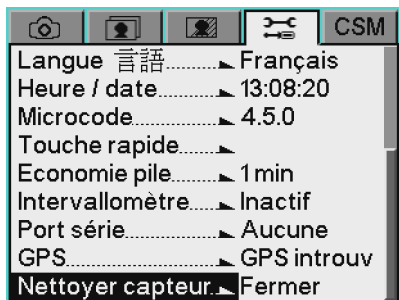 CSM
Langue 言語 Français
Heure / date 13:08:20
Microcode 4.5.0
Touche rapide
Economie pile 1 min
Intervallomètre Inactif
Port série Aucune
GPS GPS introuv
Nettoyer capteur Fermer